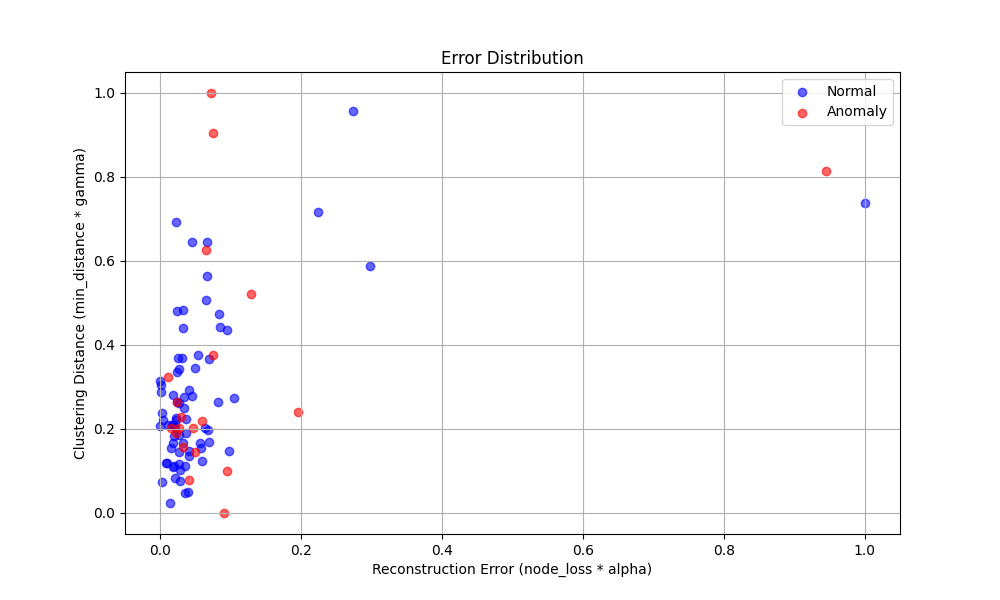 Error Distribution
Normal
Anomaly
Clustering Distance (min_distance * gamma)
1.0
0.8
0.6
0.4
0.2
0.0
0.0 0.2 0.4 0.6 0.8 1.0
Reconstruction Error (node_loss * alpha)